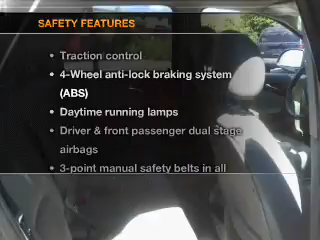 SAFETY FEATURES
• Traction control
• 4-Wheel anti-lock braking system
(ABS)
• Daytime running lamps
• Driver & front passenger dual stage
airbags
• 3-point manual safety belts in all